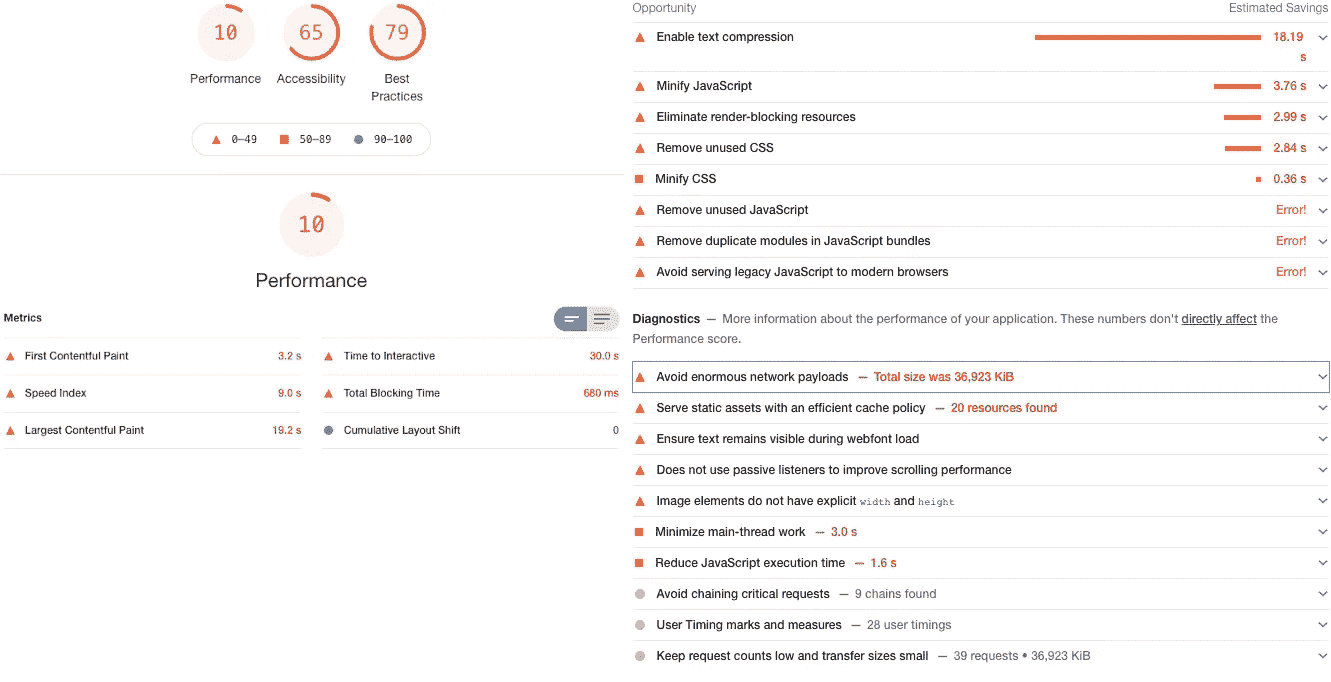 10
65
79
Performance
Accessibility
Best
Practices
0–49
50–89
90–100
10
Performance
Metrics
First Contentful Paint 3.2 s
Time to Interactive 30.0 s
Speed Index 9.0 s
Total Blocking Time 680 ms
Largest Contentful Paint 19.2 s
Cumulative Layout Shift 0
Opportunity Estimated Savings
Enable text compression 18.19
s
Minify JavaScript 3.76 s
Eliminate render-blocking resources 2.99 s
Remove unused CSS 2.84 s
Minify CSS 0.36 s
Remove unused JavaScript Error!
Remove duplicate modules in JavaScript bundles Error!
Avoid serving legacy JavaScript to modern browsers Error!
Diagnostics — More information about the performance of your application. These numbers don't directly affect the
Performance score.
Avoid enormous network payloads — Total size was 36,923 KiB
Serve static assets with an efficient cache policy — 20 resources found
Ensure text remains visible during webfont load
Does not use passive listeners to improve scrolling performance
Image elements do not have explicit width and height
Minimize main-thread work — 3.0 s
Reduce JavaScript execution time — 1.6 s
Avoid chaining critical requests — 9 chains found
User Timing marks and measures — 28 user timings
Keep request counts low and transfer sizes small — 39 requests • 36,923 KiB